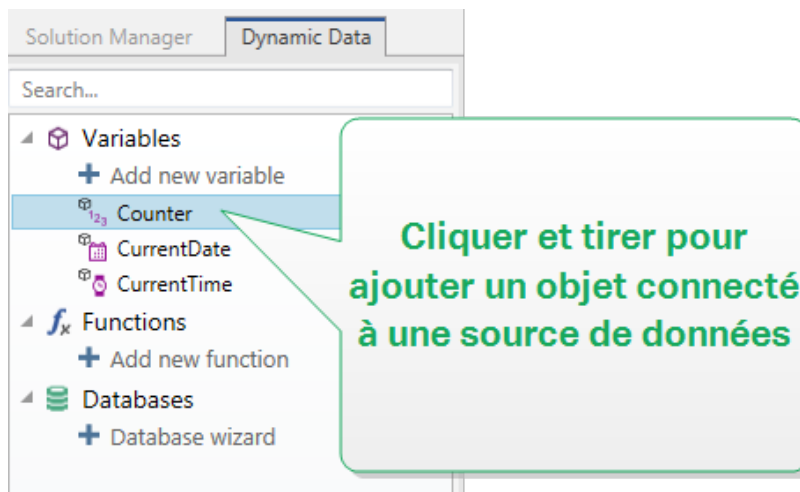 Solution Manager
Dynamic Data
Search...
Variables
Add new variable
Counter
CurrentDate
CurrentTime
Functions
Add new function
Databases
Database wizard
Cliquer et tirer pour
ajouter un objet connecté
à une source de données